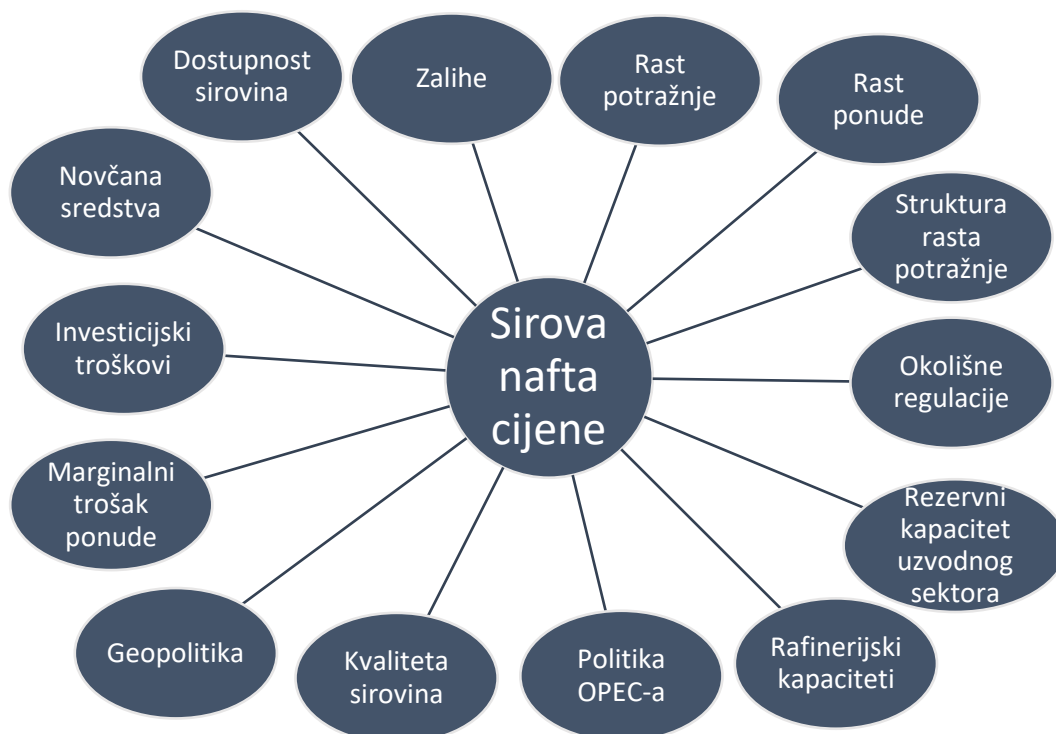 Dostupnost
sirovina
Zalihe
Rast
potražnje
Rast
ponude
Novčana
sredstva
Struktura
rasta
potražnje
Sirova
nafta
cijene
Investicijski
troškovi
Okolišne
regulacije
Marginalni
trošak
ponude
Rezervni
kapacitet
uzvodnog
sektora
Geopolitika
Kvaliteta
sirovina
Politika
OPEC-a
Rafinerijski
kapaciteti